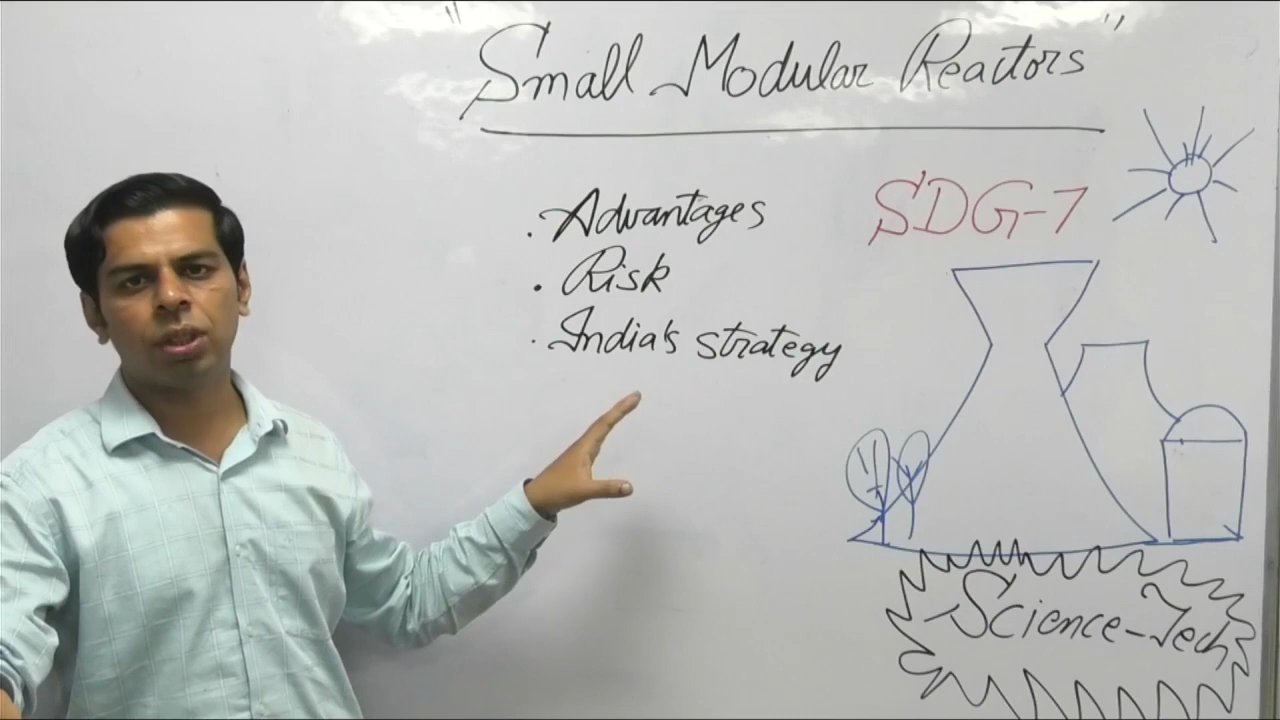 "Small Modular Reactors"
. Advantages
SDG-7
. Risk
. India's strategy
Science-Tech